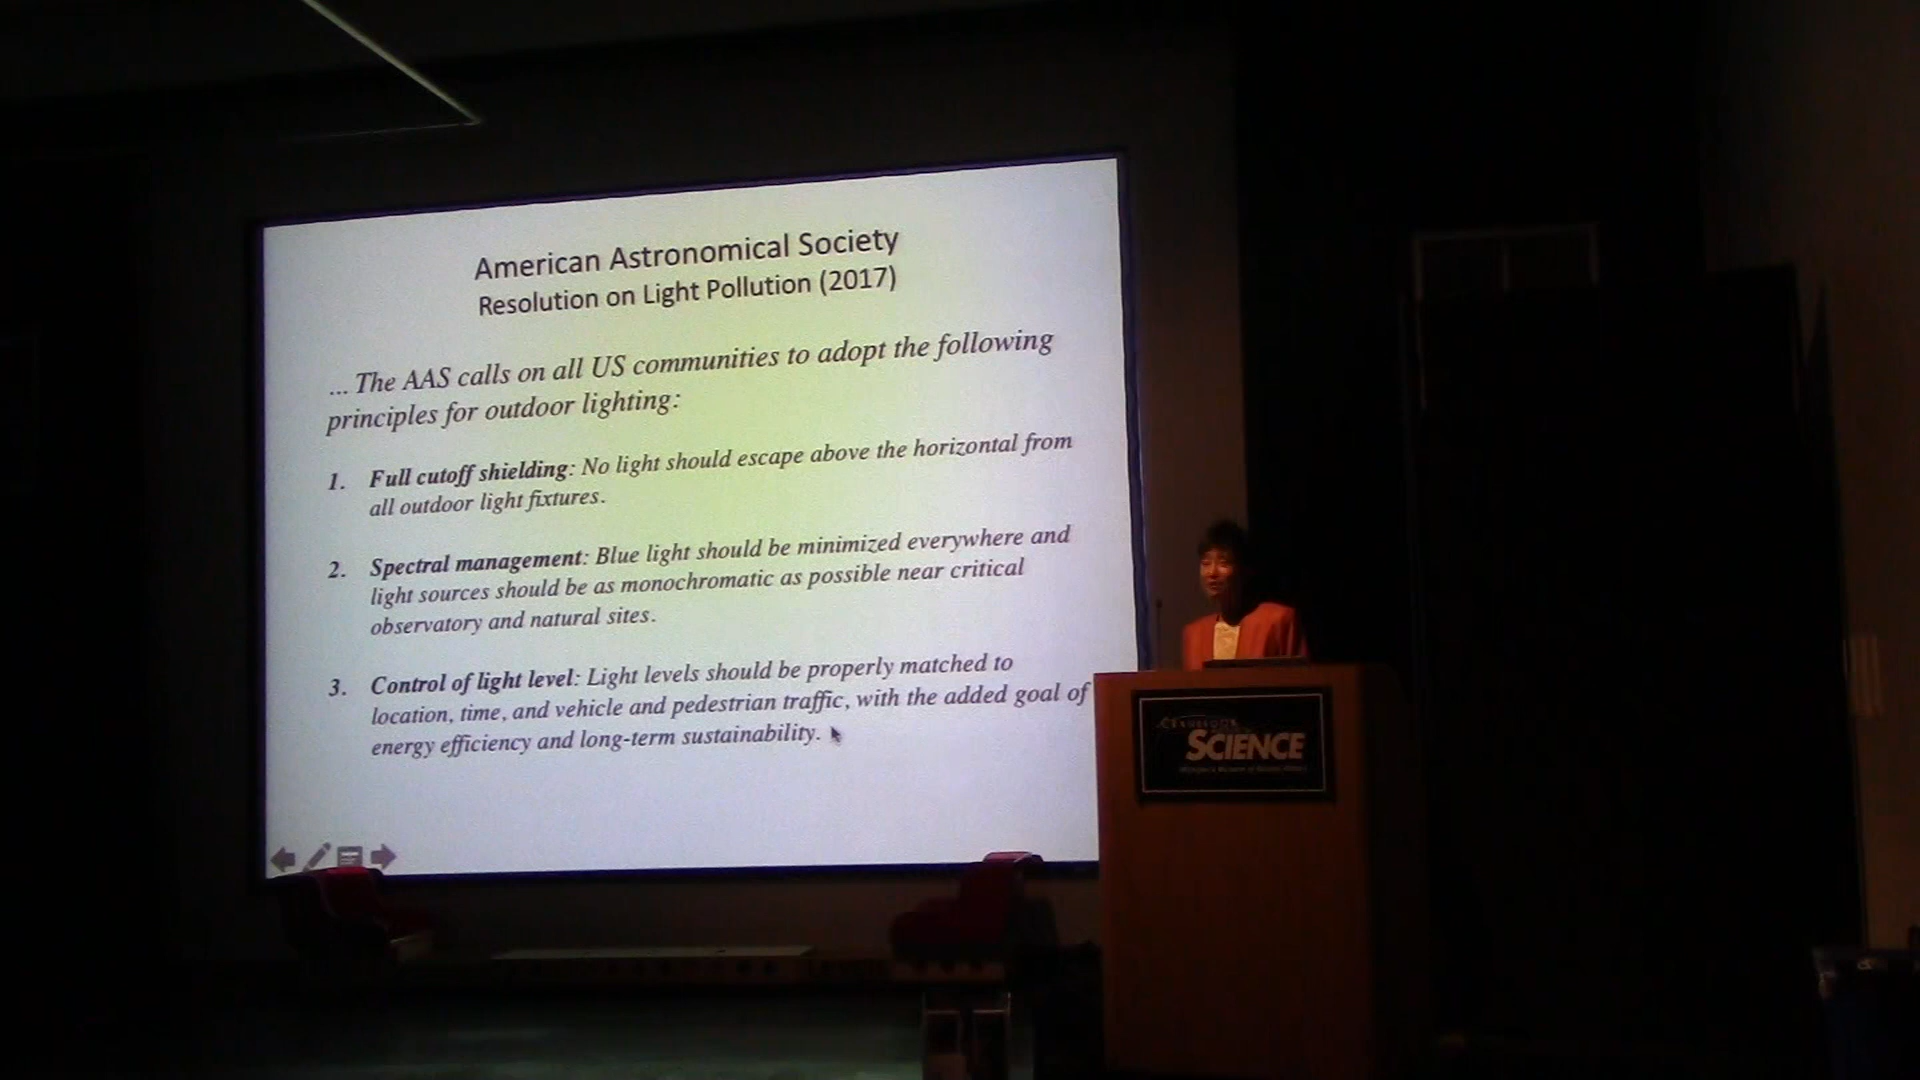 American Astronomical Society
Resolution on Light Pollution (2017)
... The AAS calls on all US communities to adopt the following
principles for outdoor lighting:
1. Full cutoff shielding: No light should escape above the horizontal from
all outdoor light fixtures.
2. Spectral management: Blue light should be minimized everywhere and
light sources should be as monochromatic as possible near critical
observatory and natural sites.
3. Control of light level: Light levels should be properly matched to
location, time, and vehicle and pedestrian traffic, with the added goal of
energy efficiency and long-term sustainability.
SCIENCE